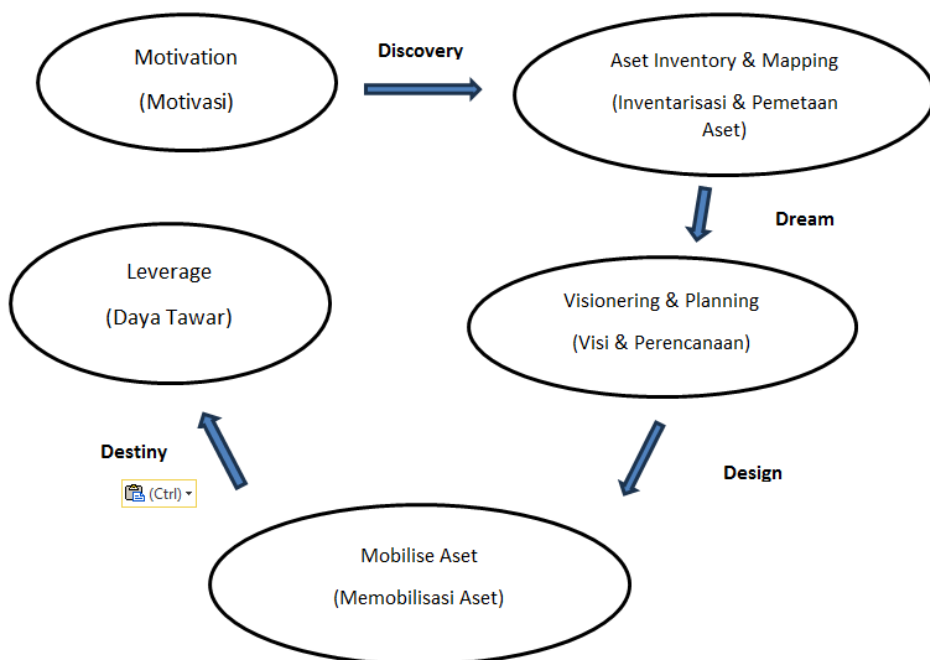 Motivation
(Motivasi)
Discovery
Aset Inventory & Mapping
(Inventarisasi & Pemetaan
Aset)
Dream
Visionering & Planning
(Visi & Perencanaan)
Design
Mobilise Aset
(Memobilisasi Aset)
Destiny
(Ctrl)
Leverage
(Daya Tawar)